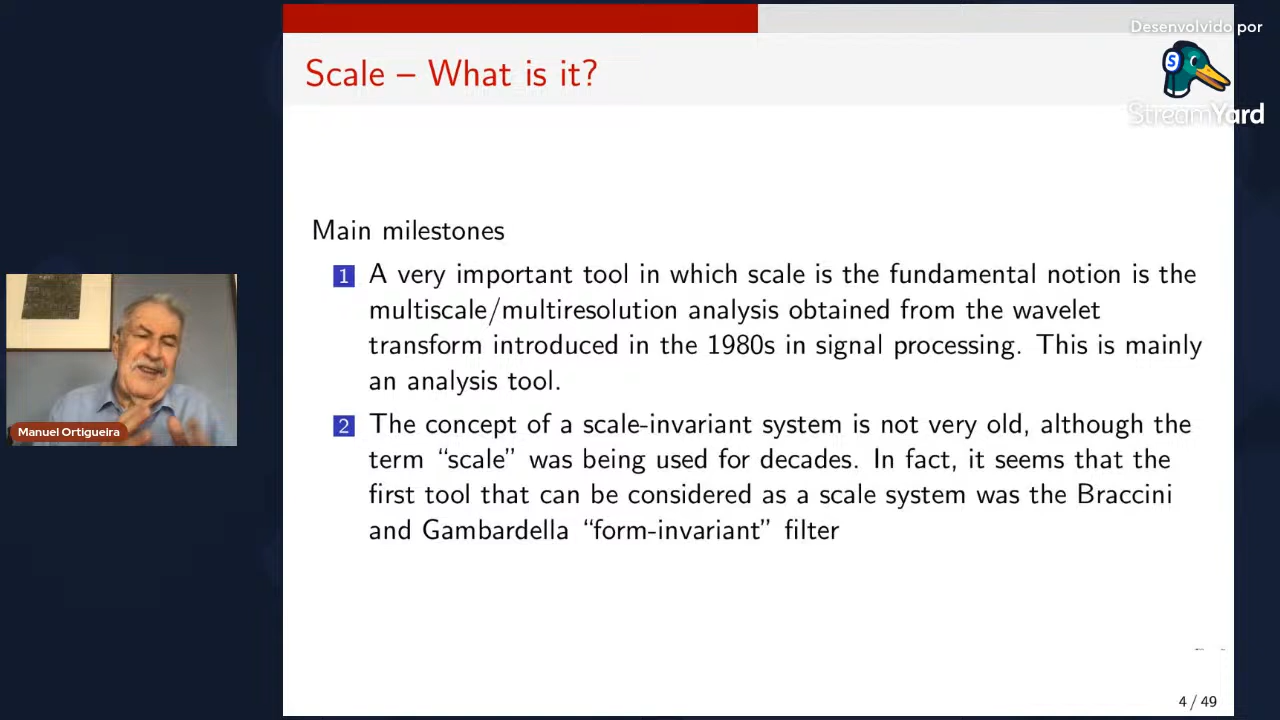 Desenvolvido por
StreamYard
Scale – What is it?
Main milestones
1 A very important tool in which scale is the fundamental notion is the
multiscale/multiresolution analysis obtained from the wavelet
transform introduced in the 1980s in signal processing. This is mainly
an analysis tool.
2 The concept of a scale-invariant system is not very old, although the
term “scale” was being used for decades. In fact, it seems that the
first tool that can be considered as a scale system was the Braccini
and Gambardella “form-invariant” filter
Manuel Ortigueira
4 / 49